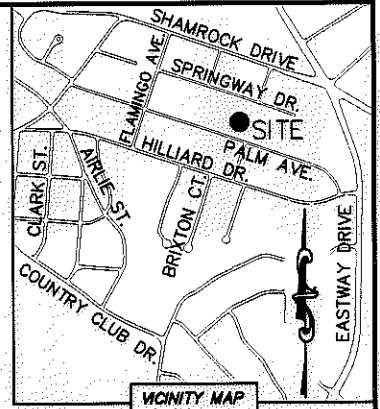 SHAMROCK DRIVE
SPRINGWAY DR.
FLAMINGO AVE.
SITE
PALM AVE.
HILLIARD DR.
CLARK ST.
AIRLIE ST.
BRIXTON CT.
EASTWAY DRIVE
COUNTRY CLUB DR.
VICINITY MAP